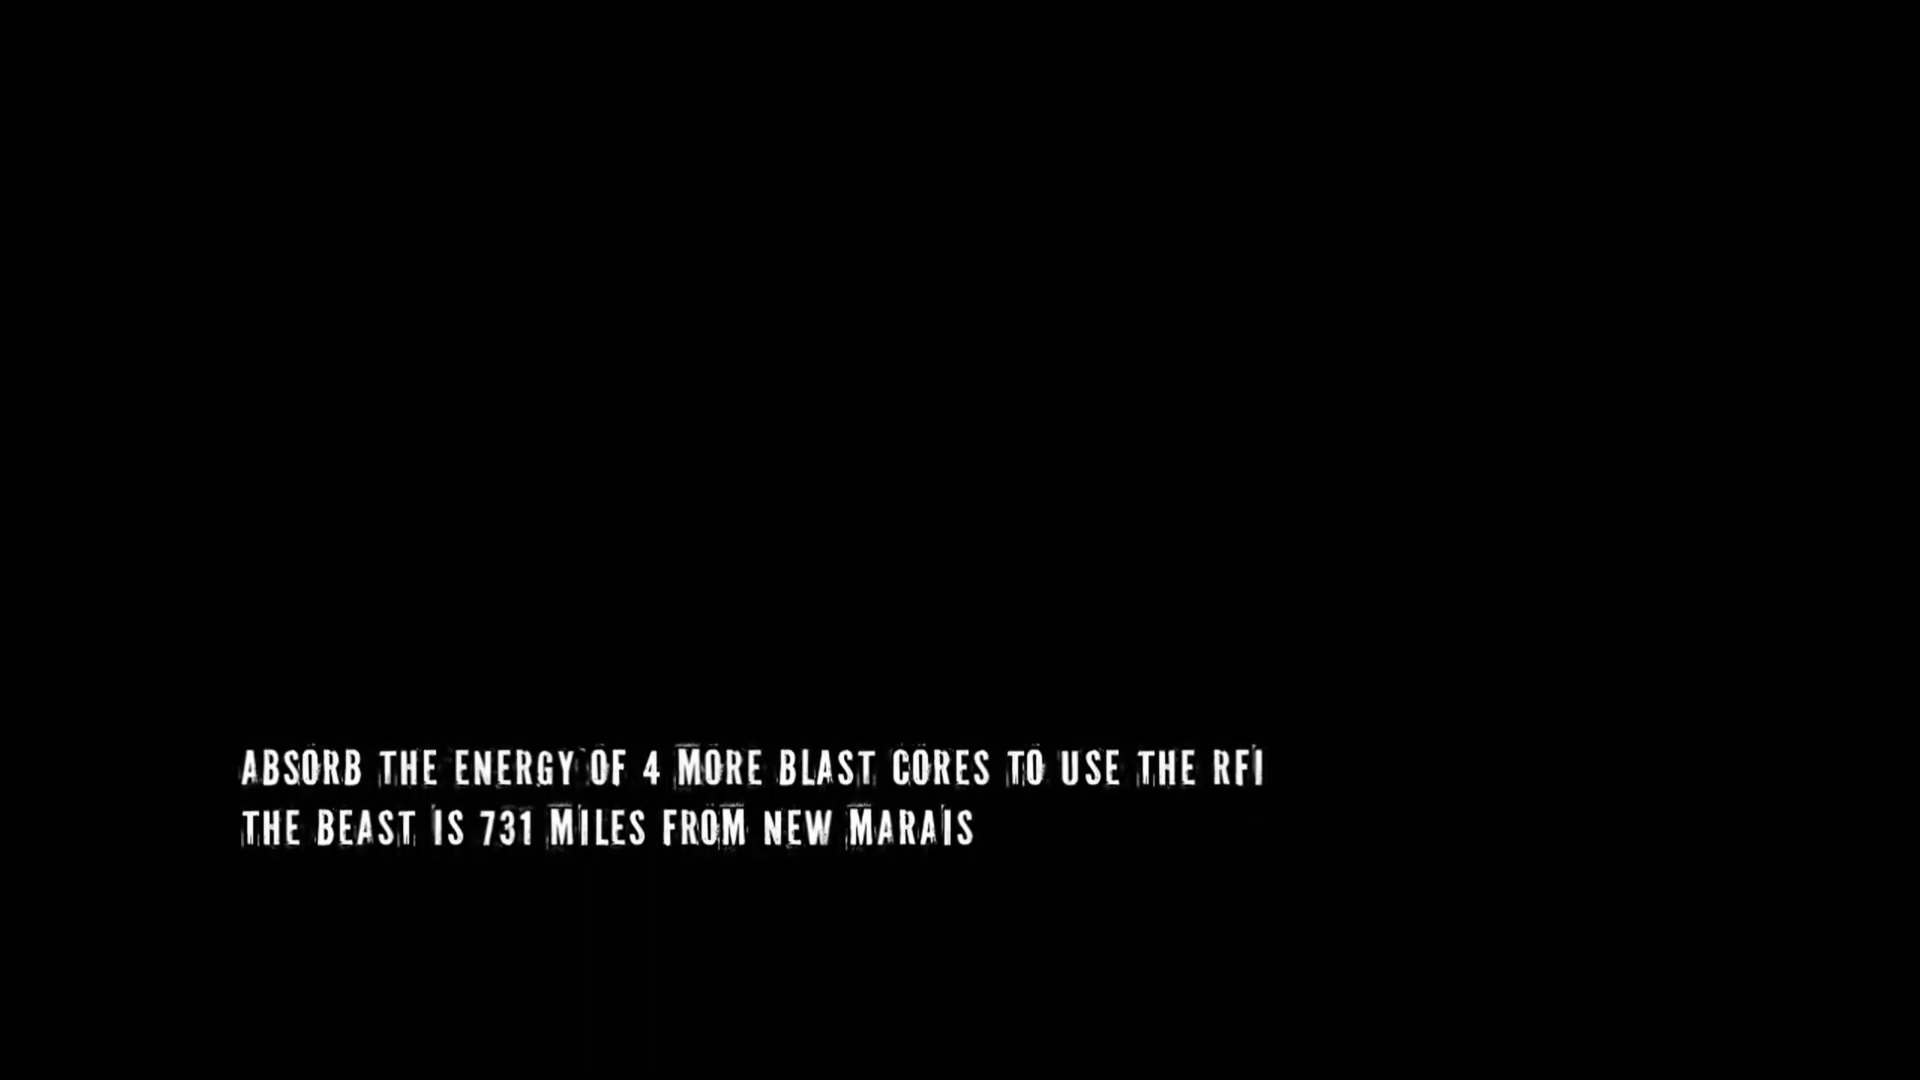 ABSORB THE ENERGY OF 4 MORE BLAST CORES TO USE THE RFI
THE BEAST IS 731 MILES FROM NEW MARAIS